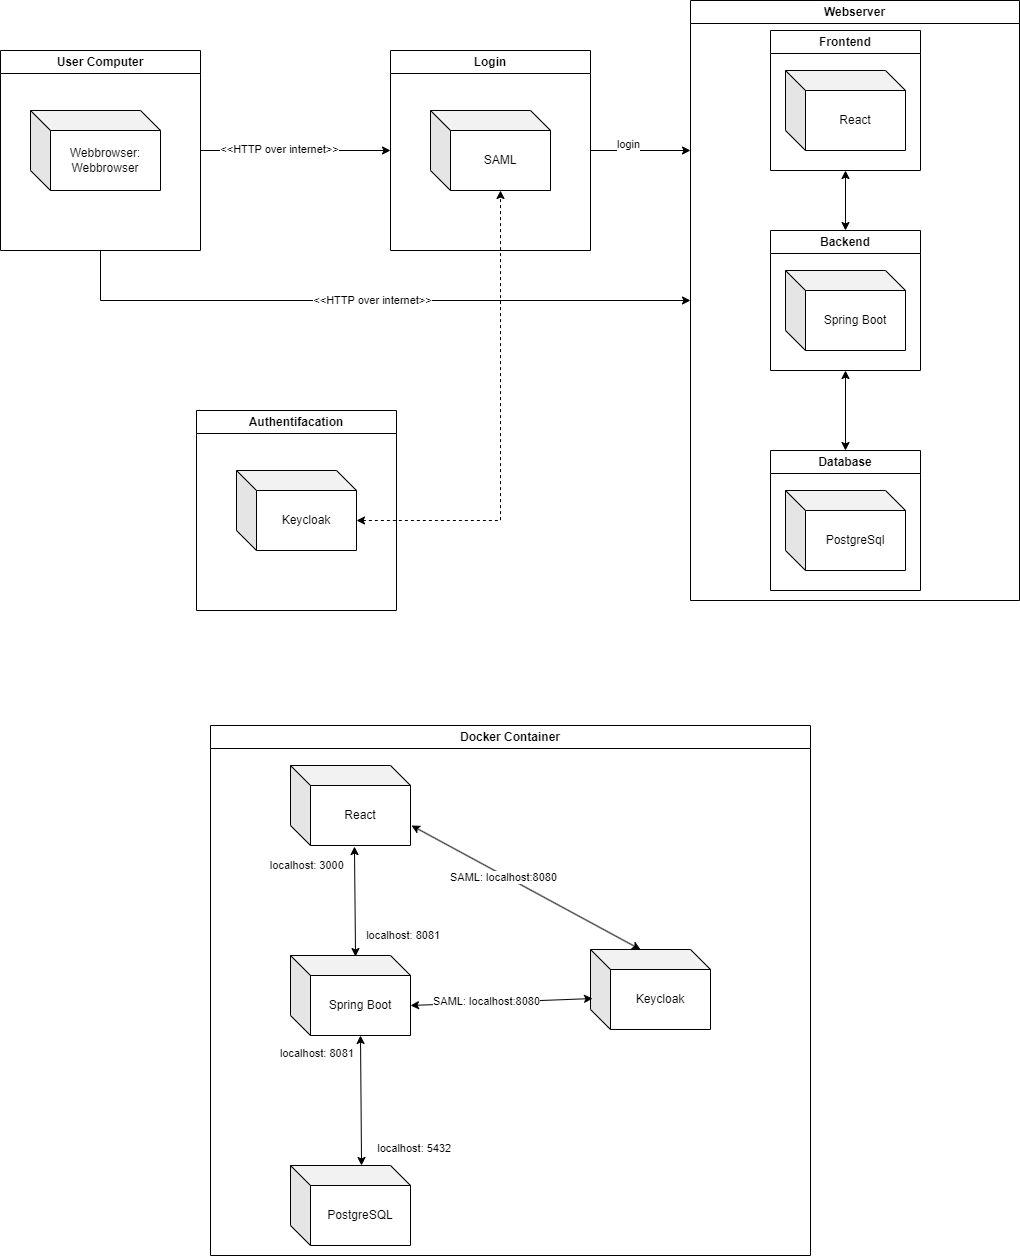 Webserver
Frontend
User Computer
Login
React
Webbrowser:
Webbrowser
<<HTTP over internet>>
SAML
login
Backend
<<HTTP over internet>>
Spring Boot
Authentifacation
Database
Keycloak
PostgreSql
Docker Container
React
localhost: 3000
SAML: localhost:8080
localhost: 8081
Spring Boot
SAML: localhost:8080
Keycloak
localhost: 8081
localhost: 5432
PostgreSQL